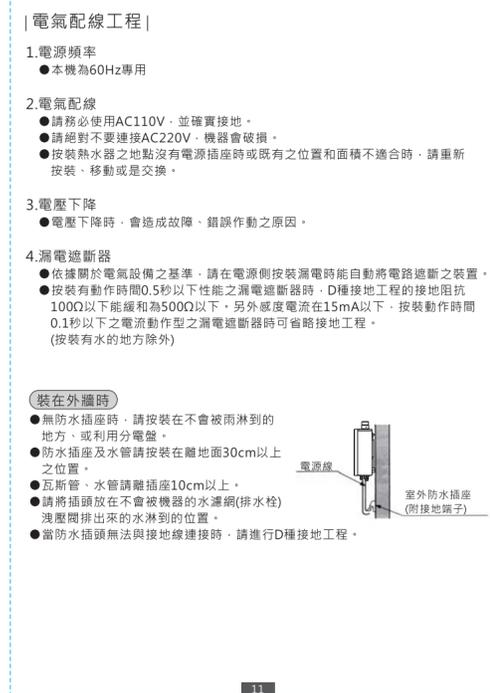 |電氣配線工程|
1.電源頻率
●本機為60Hz專用
2.電氣配線
●請務必使用AC110V，並確實接地。
●請絕對不要連接AC220V，機器會破損。
●按裝熱水器之地點沒有電源插座時或既有之位置和面積不適合時，請重新
按裝、移動或是交換。
3.電壓下降
●電壓下降時，會造成故障、錯誤作動之原因。
4.漏電遮斷器
●依據關於電氣設備之基準，請在電源側按裝漏電時能自動將電路遮斷之裝置。
●按裝有動作時間0.5秒以下性能之漏電遮斷器時，D種接地工程的接地阻抗
100Ω以下能緩和為500Ω以下。另外感度電流在15mA以下，按裝動作時間
0.1秒以下之電流動作型之漏電遮斷器時可省略接地工程。
(按裝有水的地方除外)
裝在外牆時
●無防水插座時，請按裝在不會被雨淋到的
地方、或利用分電盤。
●防水插座及水管請按裝在離地面30cm以上
之位置。
●瓦斯管、水管請離插座10cm以上。
●請將插頭放在不會被機器的水濾網(排水栓)
洩壓閥排出來的水淋到的位置。
●當防水插頭無法與接地線連接時，請進行D種接地工程。
電源線
室外防水插座
(附接地端子)
11